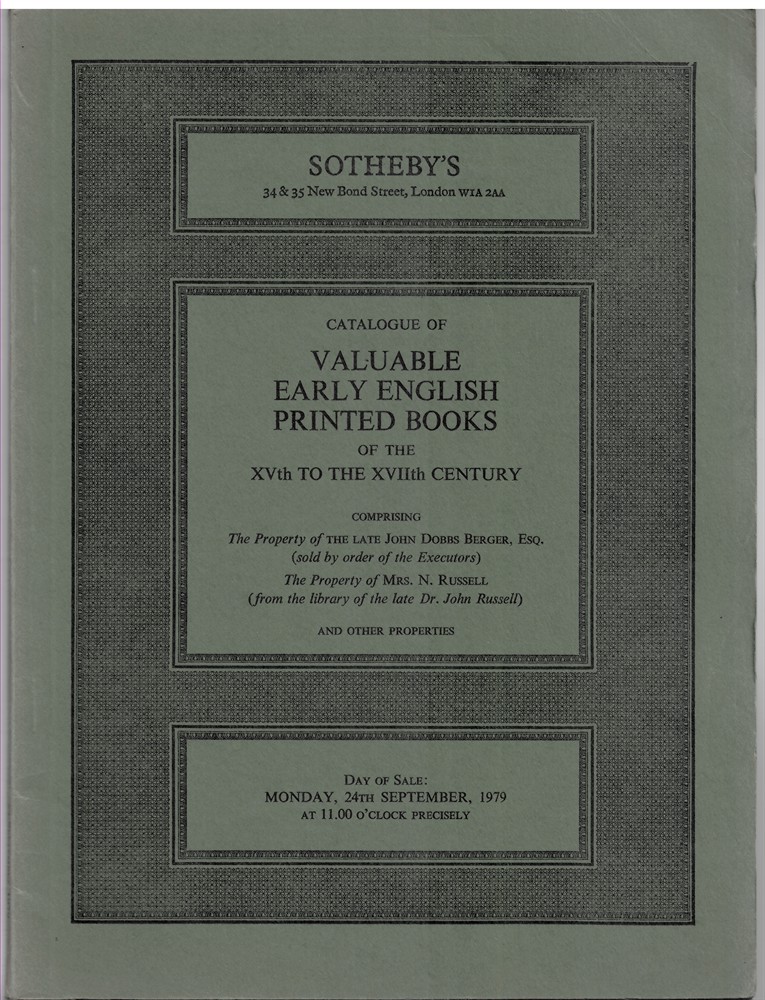 SOTHEBY'S
34 & 35 New Bond Street, London W1A 2AA
CATALOGUE OF
VALUABLE
EARLY ENGLISH
PRINTED BOOKS
OF THE
XVth TO THE XVIIth CENTURY
COMPRISING
The Property of THE LATE JOHN DOBBS BERGER, ESQ.
(sold by order of the Executors)
The Property of MRS. N. RUSSELL
(from the library of the late Dr. John Russell)
AND OTHER PROPERTIES
DAY OF SALE:
MONDAY, 24TH SEPTEMBER, 1979
AT 11.00 O'CLOCK PRECISELY